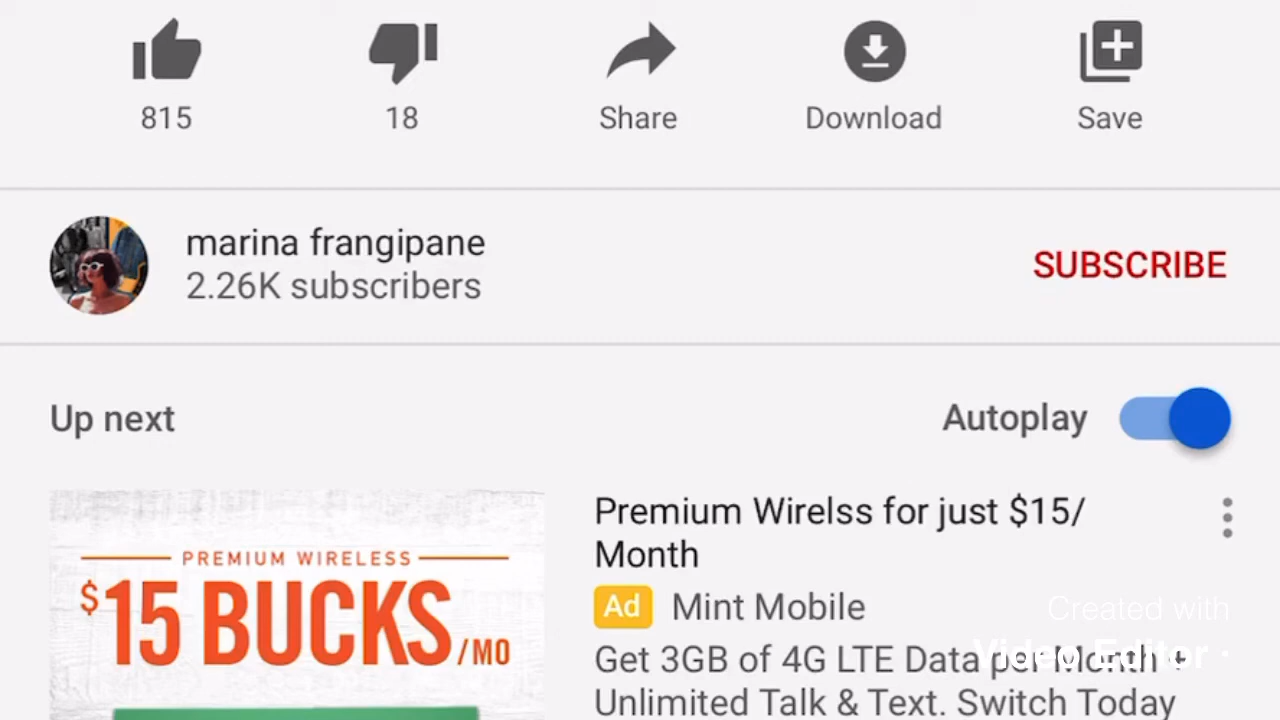 815
18
Share
Download
Save
marina frangipane
2.26K subscribers
SUBSCRIBE
Up next
Autoplay
PREMIUM WIRELESS
$15 BUCKS/MO
Premium Wirelss for just $15/
Month
Ad Mint Mobile
Get 3GB of 4G LTE Data per Month +
Unlimited Talk & Text. Switch Today
Created with
Video Editor